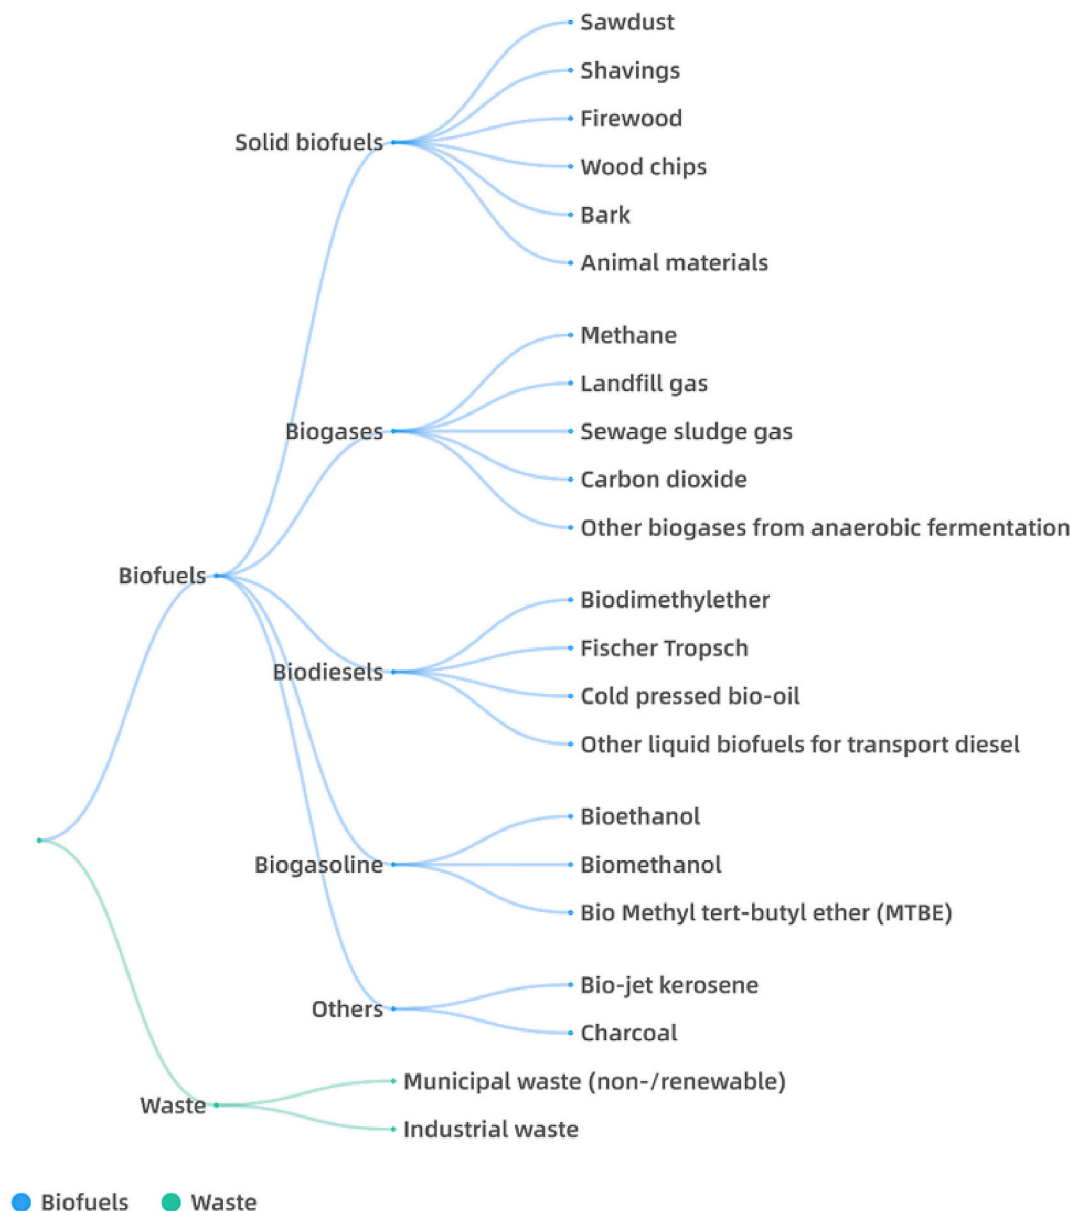 Sawdust
Shavings
Firewood
Solid biofuels
Wood chips
Bark
Animal materials
Methane
Landfill gas
Biogases
Sewage sludge gas
Carbon dioxide
Other biogases from anaerobic fermentation
Biofuels
Biodimethylether
Fischer Tropsch
Biodiesels
Cold pressed bio-oil
Other liquid biofuels for transport diesel
Bioethanol
Biogasoline
Biomethanol
Bio Methyl tert-butyl ether (MTBE)
Bio-jet kerosene
Others
Charcoal
Municipal waste (non-/renewable)
Waste
Industrial waste
Biofuels
Waste